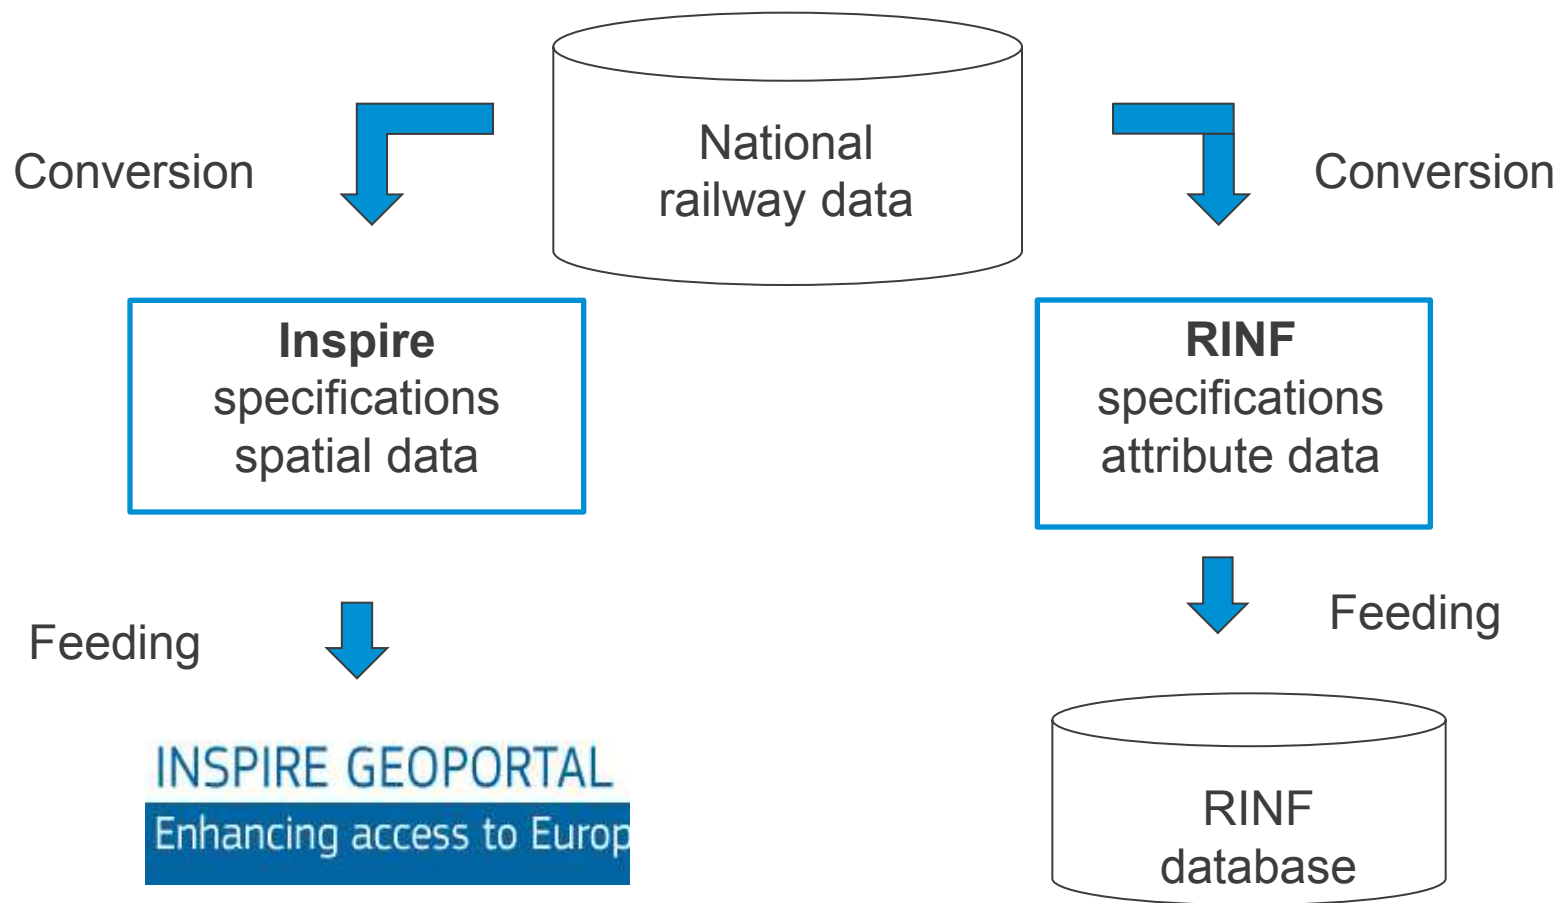 National
railway data
Conversion
Conversion
Inspire
specifications
spatial data
RINF
specifications
attribute data
Feeding
Feeding
INSPIRE GEOPORTAL
Enhancing access to Europ
RINF
database